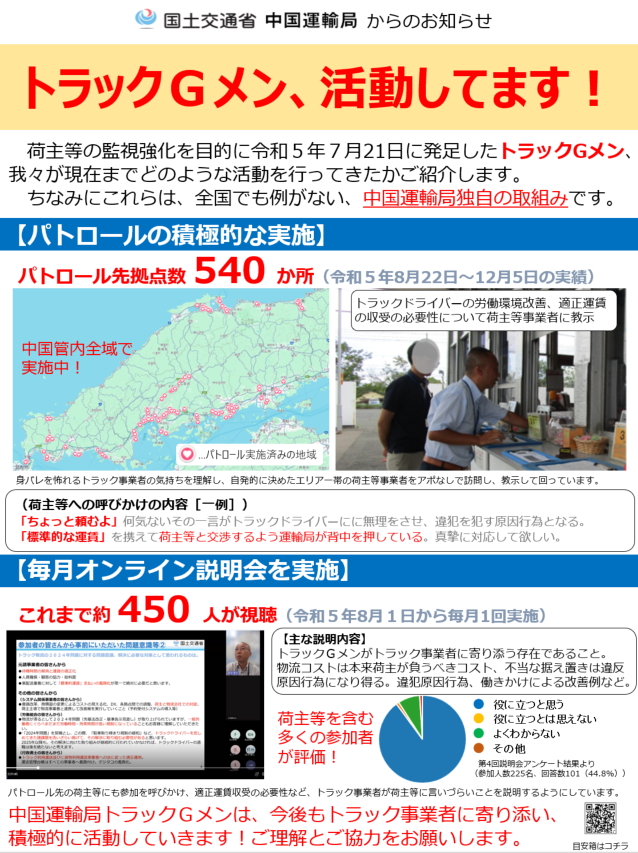 国土交通省 中国運輸局 からのお知らせ
トラックＧメン、活動してます！
荷主等の監視強化を目的に令和５年７月21日に発足したトラックGメン、
我々が現在までどのような活動を行ってきたかご紹介します。
ちなみにこれらは、全国でも例がない、中国運輸局独自の取組みです。
【パトロールの積極的な実施】
パトロール先拠点数 540 か所（令和５年8月22日～12月5日の実績）
中国管内全域で
実施中！
…パトロール実施済みの地域
トラックドライバーの労働環境改善、適正運賃
の収受の必要性について荷主等事業者に教示
身バレを怖れるトラック事業者の気持ちを理解し、自発的に決めたエリア一帯の荷主等事業者をアポなしで訪問し、教示して回っています。
（荷主等への呼びかけの内容［一例］）
「ちょっと頼むよ」何気ないその一言がトラックドライバーにに無理をさせ、違犯を犯す原因行為となる。
「標準的な運賃」を携えて荷主等と交渉するよう運輸局が背中を押している。真摯に対応して欲しい。
【毎月オンライン説明会を実施】
これまで約 450 人が視聴（令和５年8月１日から毎月1回実施）
参加者の皆さんから事前にいただいた問題意識等②
国土交通省
元請事業者の皆さんから
その他の皆さんから
【主な説明内容】
トラックＧメンがトラック事業者に寄り添う存在であること。
物流コストは本来荷主が負うべきコスト、不当な据え置きは違反
原因行為になり得る。違犯原因行為、働きかけによる改善例など。
荷主等を含む
多くの参加者
が評価！
役に立つと思う
役に立つとは思えない
よくわからない
その他
第4回説明会アンケート結果より
（参加人数225名、回答数101（44.8%））
パトロール先の荷主等にも参加を呼びかけ、適正運賃収受の必要性など、トラック事業者が荷主等に言いづらいことを説明するようにしています。
中国運輸局トラックＧメンは、今後もトラック事業者に寄り添い、
積極的に活動していきます！ご理解とご協力をお願いします。
目安箱はコチラ